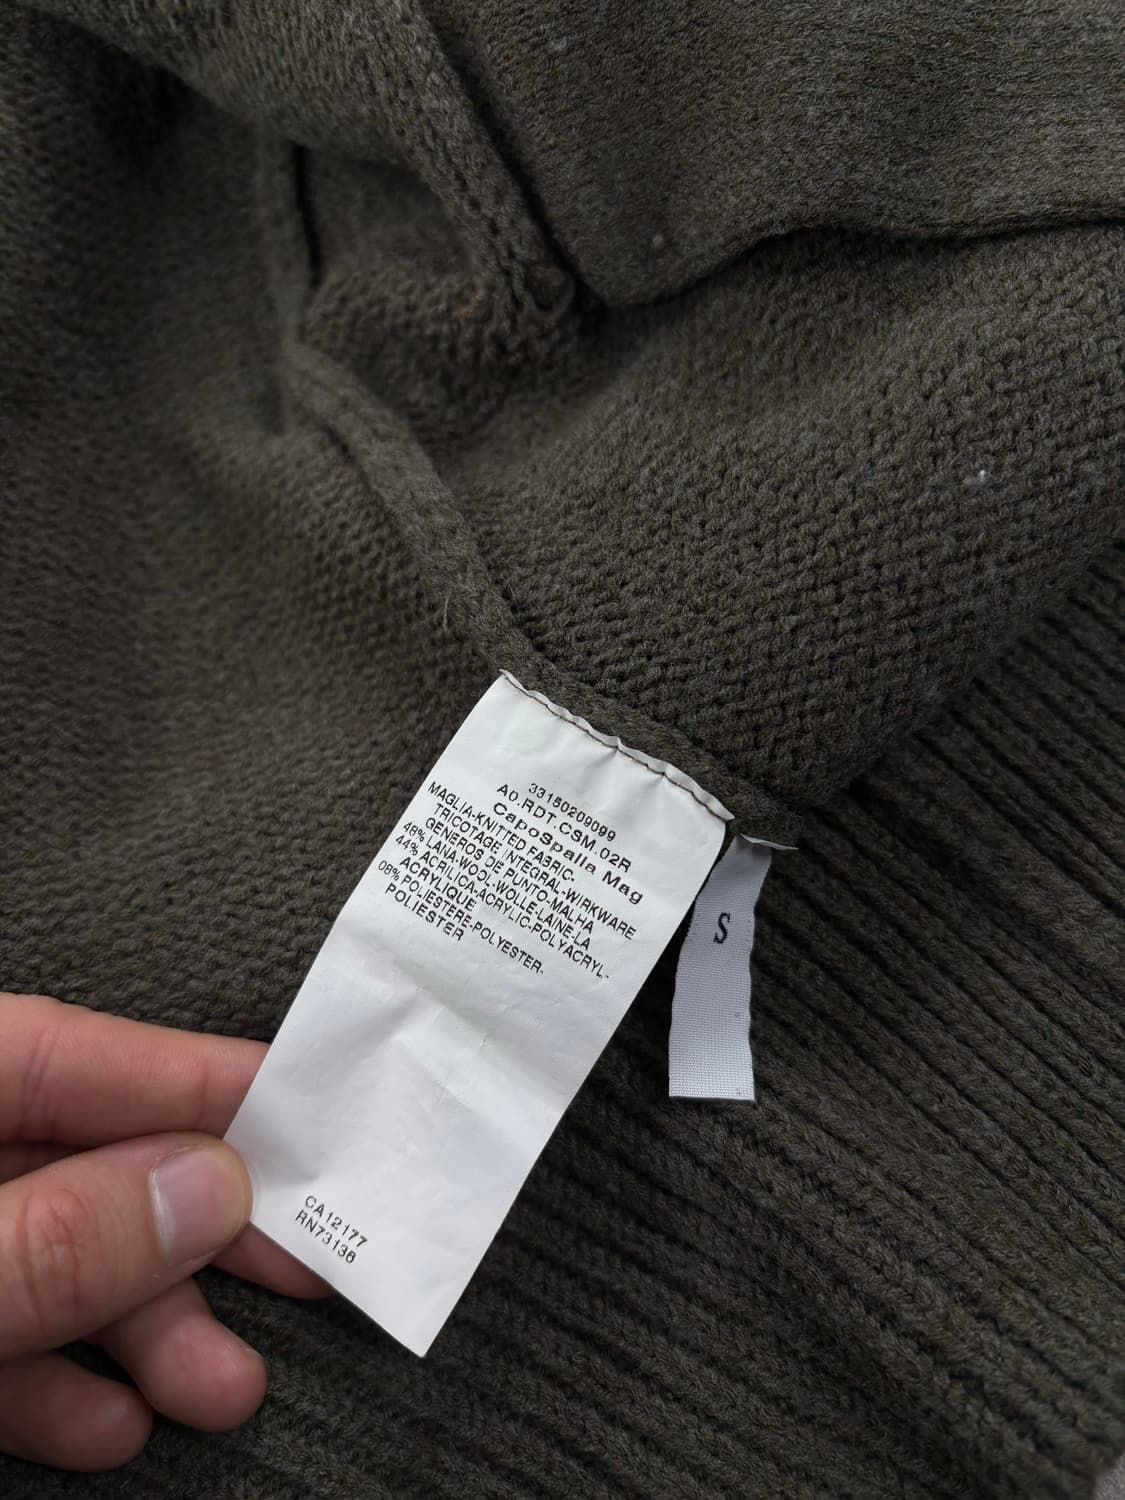 33150209099
A0.RDT.CSM.02R
CapoSpalla Mag
MAGLIA-KNITTED FABRIC-
TRICOTAGE INTEGRAL-WIRKWARE
GENEROS DE PUNTO-MALHA
48% LANA-WOOL-WOLLE-LAINE-LA
44% ACRILICA-ACRYLIC-POLYACRYL-
ACRYLIQUE
08% POLIESTERE-POLYESTER-
POLIESTER
CA12177
RN73136
S